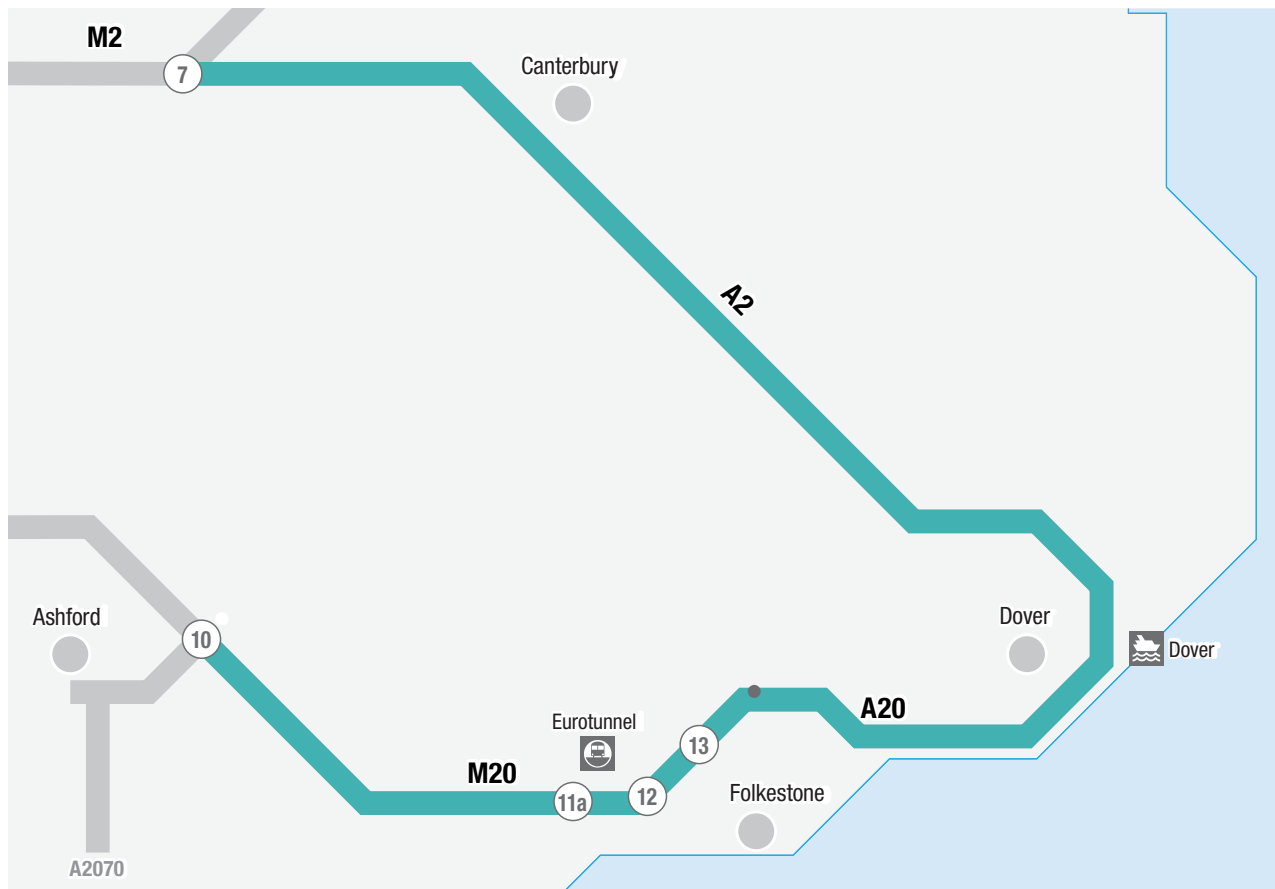 M2
7
Canterbury
A2
Ashford
10
Dover
Dover
A20
Eurotunnel
13
M20
11a
12
Folkestone
A2070